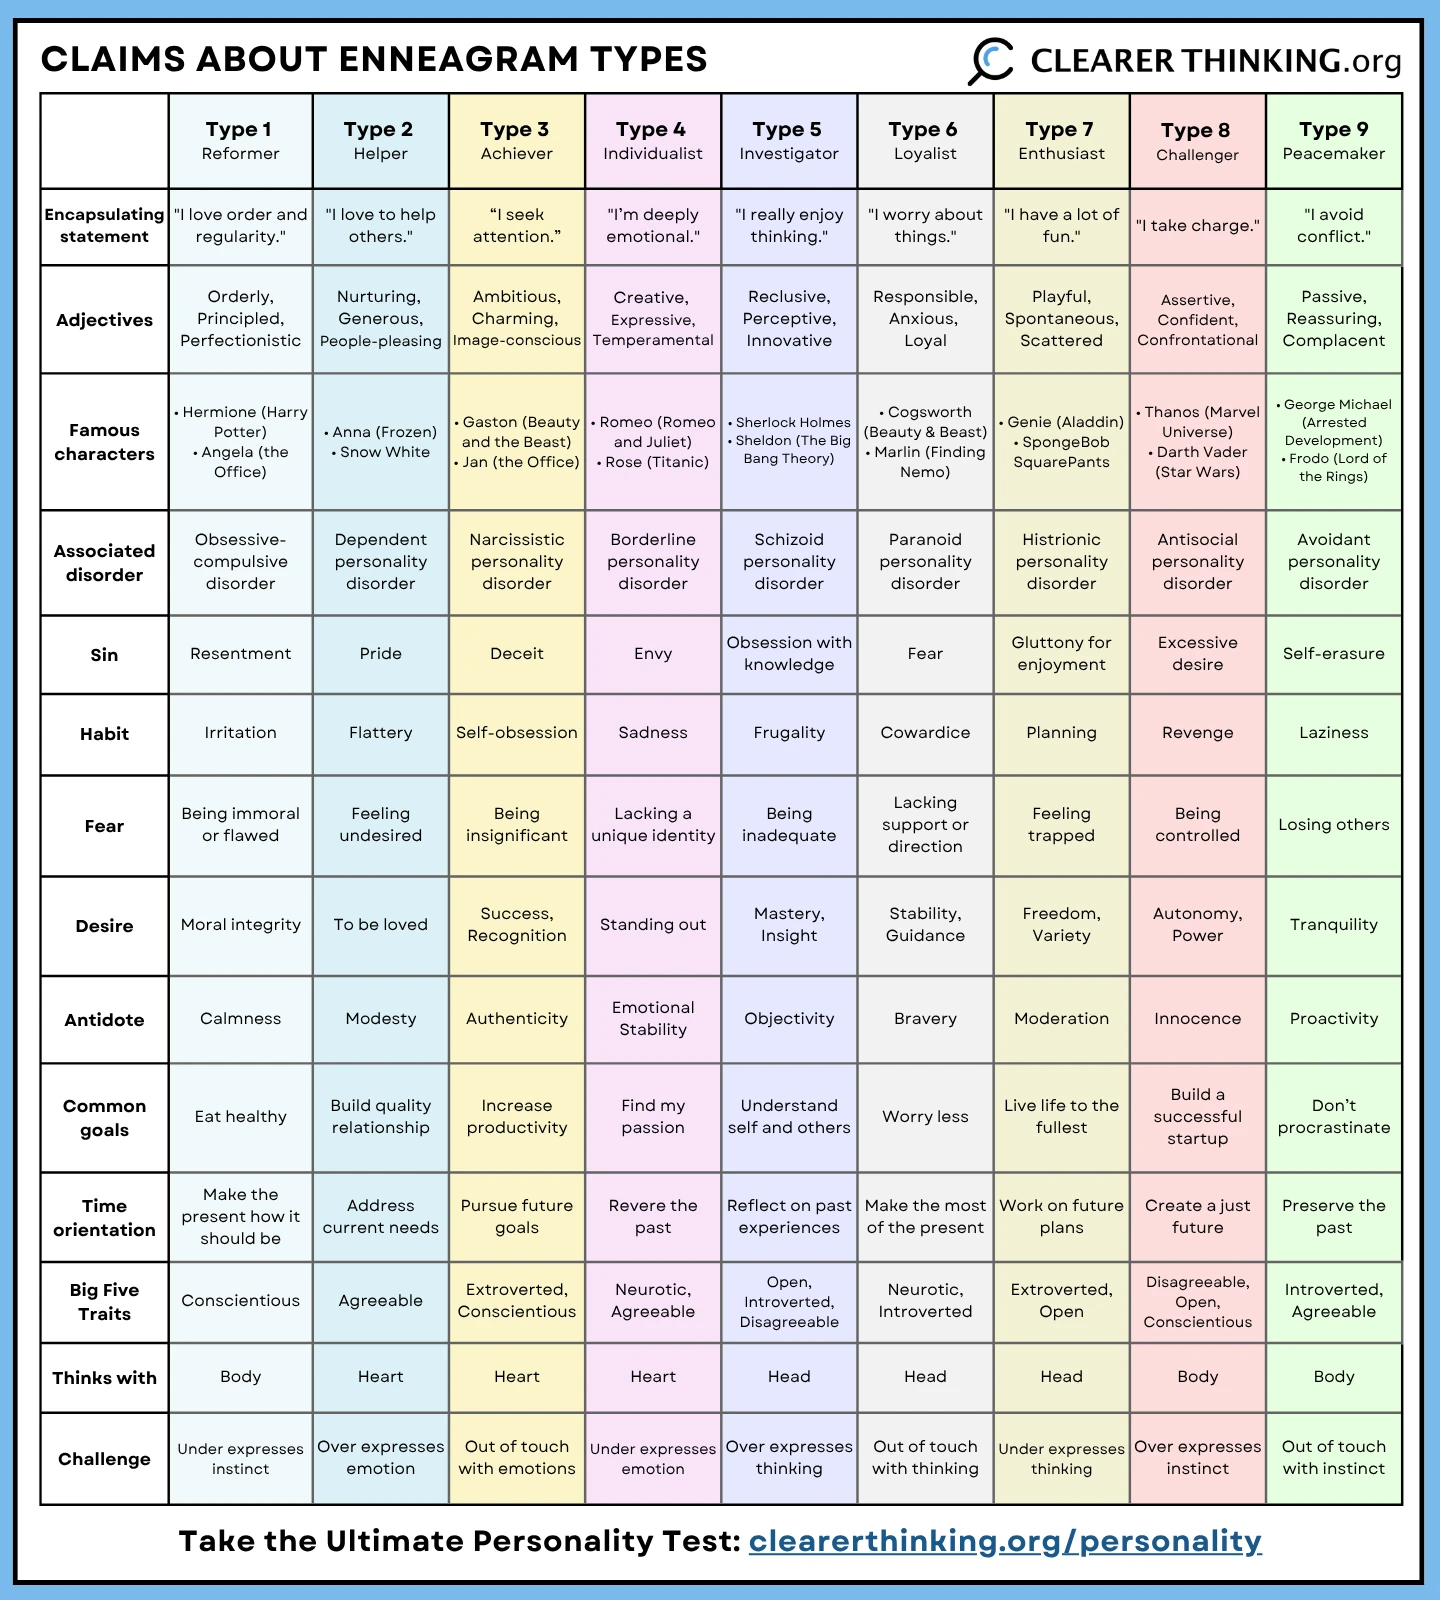 CLAIMS ABOUT ENNEAGRAM TYPES
CLEARER THINKING.org
Type 1
Reformer
Type 2
Helper
Type 3
Achiever
Type 4
Individualist
Type 5
Investigator
Type 6
Loyalist
Type 7
Enthusiast
Type 8
Challenger
Type 9
Peacemaker
Encapsulating
statement
"I love order and
regularity."
"I love to help
others."
“I seek
attention.”
"I’m deeply
emotional."
"I really enjoy
thinking."
"I worry about
things."
"I have a lot of
fun."
"I take charge."
"I avoid
conflict."
Adjectives
Orderly,
Principled,
Perfectionistic
Nurturing,
Generous,
People-pleasing
Ambitious,
Charming,
Image-conscious
Creative,
Expressive,
Temperamental
Reclusive,
Perceptive,
Innovative
Responsible,
Anxious,
Loyal
Playful,
Spontaneous,
Scattered
Assertive,
Confident,
Confrontational
Passive,
Reassuring,
Complacent
Famous
characters
• Hermione (Harry
Potter)
• Angela (the
Office)
• Anna (Frozen)
• Snow White
• Gaston (Beauty
and the Beast)
• Jan (the Office)
• Romeo (Romeo
and Juliet)
• Rose (Titanic)
• Sherlock Holmes
• Sheldon (The Big
Bang Theory)
• Cogsworth
(Beauty & Beast)
• Marlin (Finding
Nemo)
• Genie (Aladdin)
• SpongeBob
SquarePants
• Thanos (Marvel
Universe)
• Darth Vader
(Star Wars)
• George Michael
(Arrested
Development)
• Frodo (Lord of
the Rings)
Associated
disorder
Obsessive-
compulsive
disorder
Dependent
personality
disorder
Narcissistic
personality
disorder
Borderline
personality
disorder
Schizoid
personality
disorder
Paranoid
personality
disorder
Histrionic
personality
disorder
Antisocial
personality
disorder
Avoidant
personality
disorder
Sin
Resentment
Pride
Deceit
Envy
Obsession with
knowledge
Fear
Gluttony for
enjoyment
Excessive
desire
Self-erasure
Habit
Irritation
Flattery
Self-obsession
Sadness
Frugality
Cowardice
Planning
Revenge
Laziness
Fear
Being immoral
or flawed
Feeling
undesired
Being
insignificant
Lacking a
unique identity
Being
inadequate
Lacking
support or
direction
Feeling
trapped
Being
controlled
Losing others
Desire
Moral integrity
To be loved
Success,
Recognition
Standing out
Mastery,
Insight
Stability,
Guidance
Freedom,
Variety
Autonomy,
Power
Tranquility
Antidote
Calmness
Modesty
Authenticity
Emotional
Stability
Objectivity
Bravery
Moderation
Innocence
Proactivity
Common
goals
Eat healthy
Build quality
relationship
Increase
productivity
Find my
passion
Understand
self and others
Worry less
Live life to the
fullest
Build a
successful
startup
Don’t
procrastinate
Time
orientation
Make the
present how it
should be
Address
current needs
Pursue future
goals
Revere the
past
Reflect on past
experiences
Make the most
of the present
Work on future
plans
Create a just
future
Preserve the
past
Big Five
Traits
Conscientious
Agreeable
Extroverted,
Conscientious
Neurotic,
Agreeable
Open,
Introverted,
Disagreeable
Neurotic,
Introverted
Extroverted,
Open
Disagreeable,
Open,
Conscientious
Introverted,
Agreeable
Thinks with
Body
Heart
Heart
Heart
Head
Head
Head
Body
Body
Challenge
Under expresses
instinct
Over expresses
emotion
Out of touch
with emotions
Under expresses
emotion
Over expresses
thinking
Out of touch
with thinking
Under expresses
thinking
Over expresses
instinct
Out of touch
with instinct
Take the Ultimate Personality Test: clearerthinking.org/personality